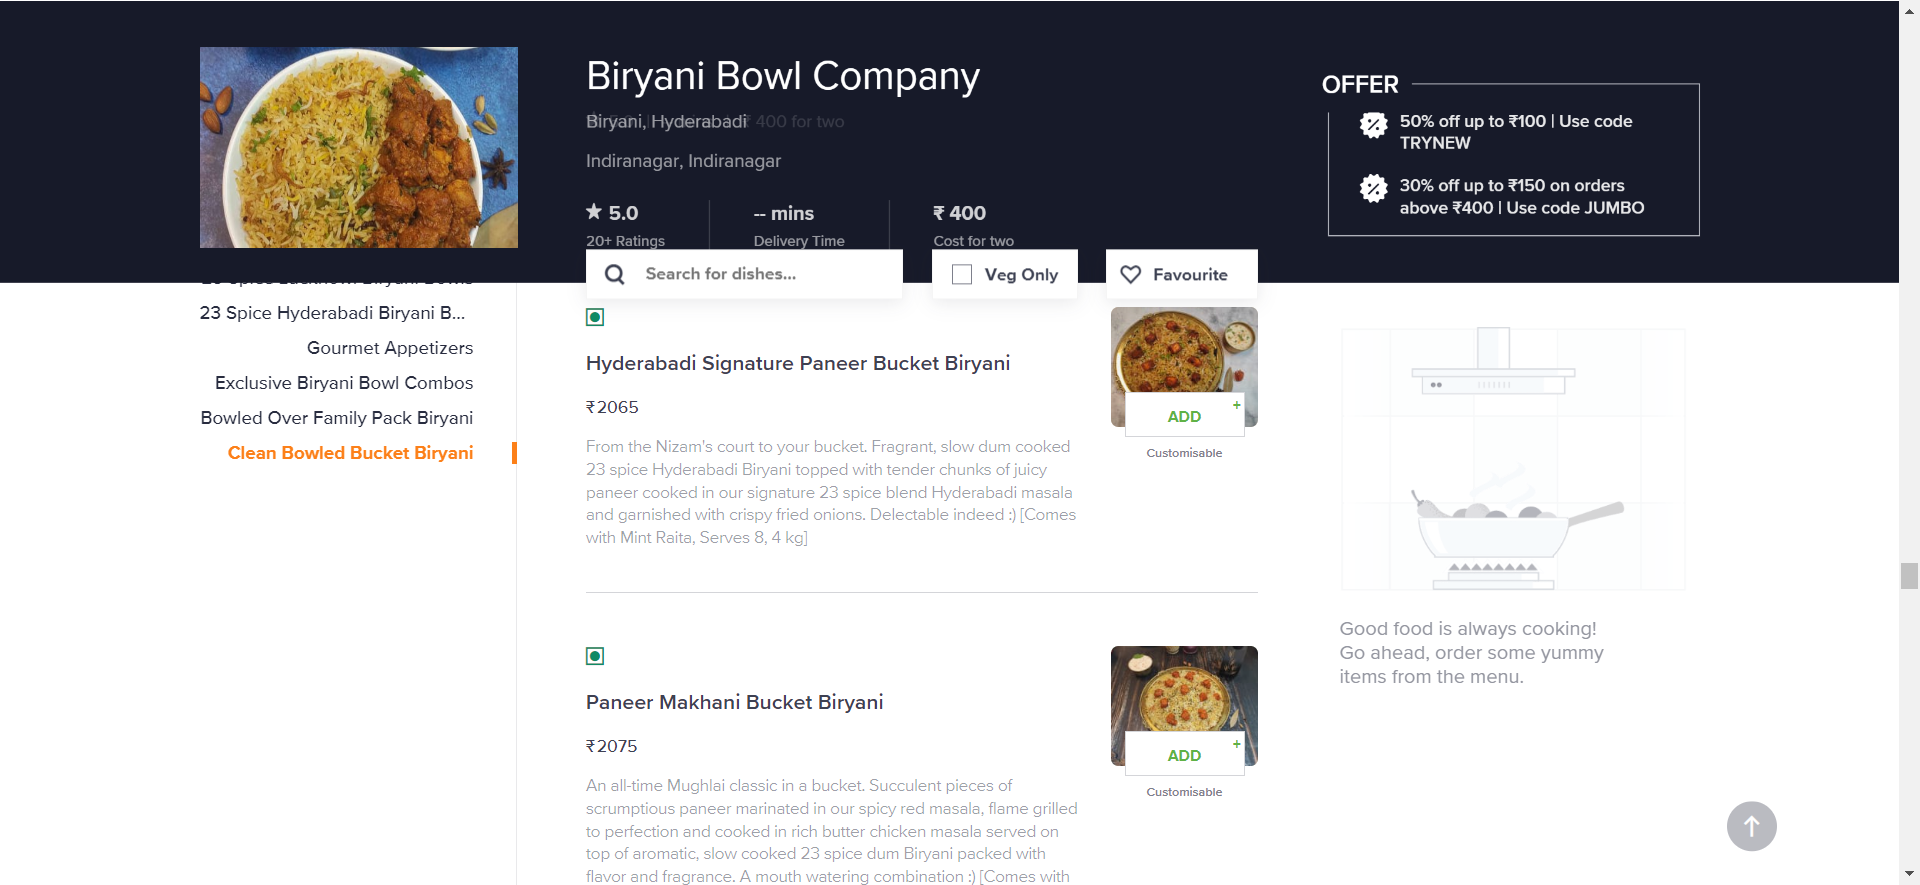 Biryani Bowl Company
Biryani, Hyderabadi
400 for two
Indiranagar, Indiranagar
★ 5.0
20+ Ratings
-- mins
Delivery Time
₹ 400
Cost for two
OFFER
50% off up to ₹100 | Use code
TRYNEW
30% off up to ₹150 on orders
above ₹400 | Use code JUMBO
Search for dishes...
Veg Only
Favourite
23 Spice Hyderabadi Biryani B...
Gourmet Appetizers
Exclusive Biryani Bowl Combos
Bowled Over Family Pack Biryani
Clean Bowled Bucket Biryani
Hyderabadi Signature Paneer Bucket Biryani
₹2065
From the Nizam's court to your bucket. Fragrant, slow dum cooked
23 spice Hyderabadi Biryani topped with tender chunks of juicy
paneer cooked in our signature 23 spice blend Hyderabadi masala
and garnished with crispy fried onions. Delectable indeed :) [Comes
with Mint Raita, Serves 8, 4 kg]
ADD
+
Customisable
Paneer Makhani Bucket Biryani
₹2075
An all-time Mughlai classic in a bucket. Succulent pieces of
scrumptious paneer marinated in our spicy red masala, flame grilled
to perfection and cooked in rich butter chicken masala served on
top of aromatic, slow cooked 23 spice dum Biryani packed with
flavor and fragrance. A mouth watering combination :) [Comes with
ADD
+
Customisable
Good food is always cooking!
Go ahead, order some yummy
items from the menu.